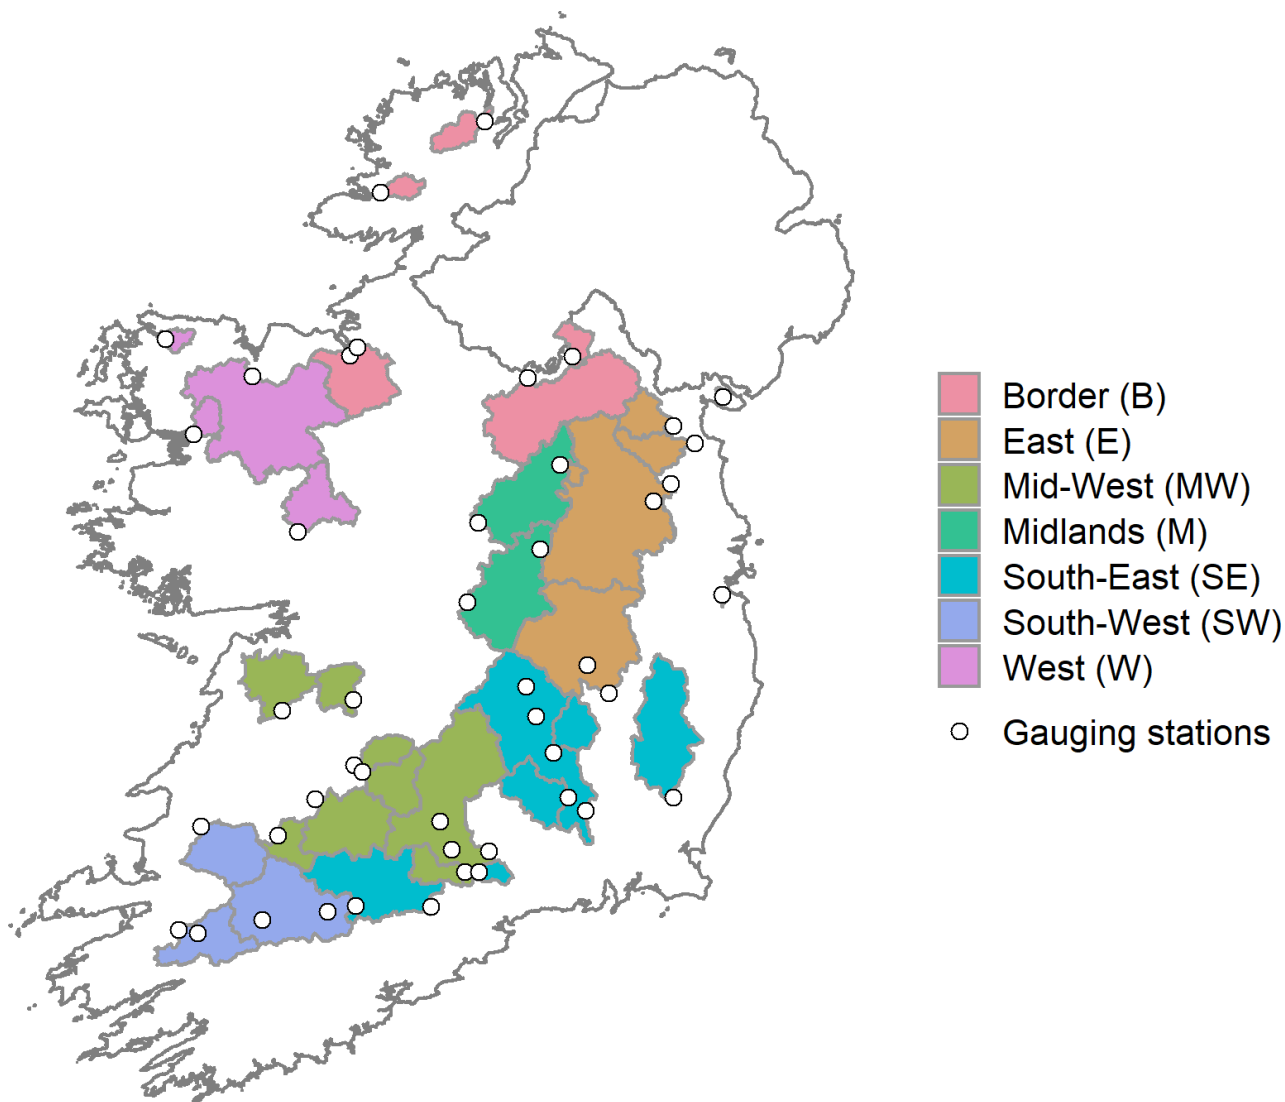 Border (B)
East (E)
Mid-West (MW)
Midlands (M)
South-East (SE)
South-West (SW)
West (W)
Gauging stations